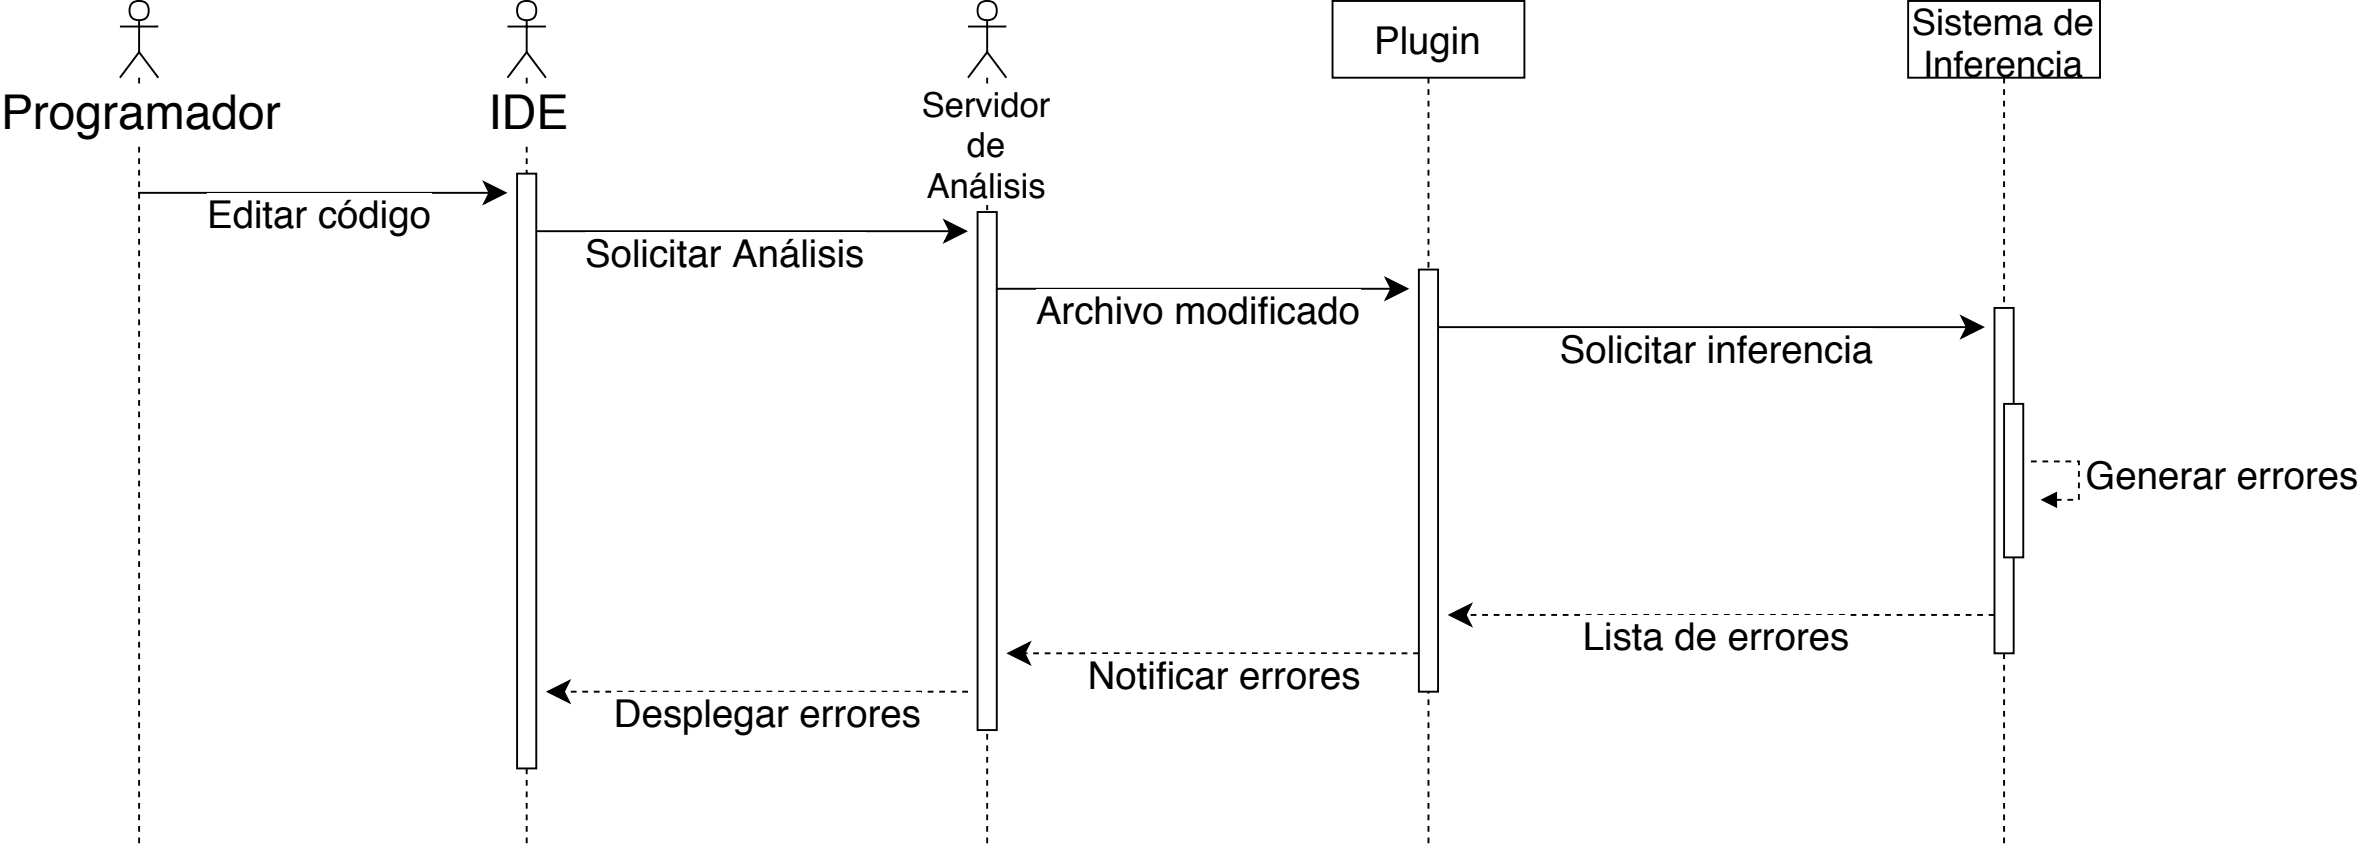 Programador
IDE
Servidor
de
Análisis
Plugin
Sistema de
Inferencia
Editar código
Solicitar Análisis
Archivo modificado
Solicitar inferencia
Generar errores
Lista de errores
Notificar errores
Desplegar errores